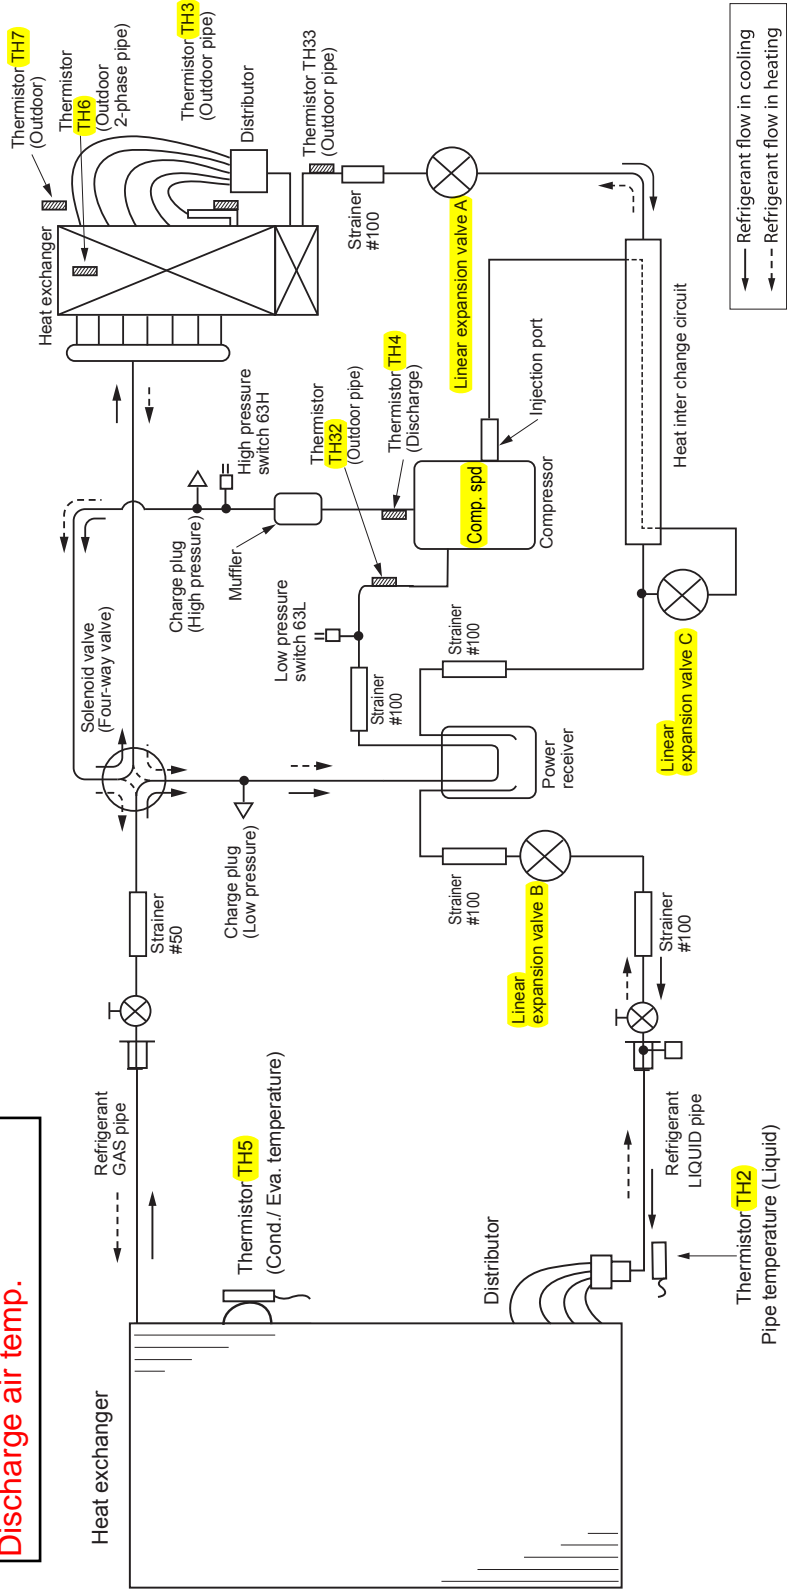 Discharge air temp.
Heat exchanger
Refrigerant
GAS pipe
Thermistor TH5
(Cond./ Eva. temperature)
Distributor
Refrigerant
LIQUID pipe
Thermistor TH2
Pipe temperature (Liquid)
Strainer
#50
Charge plug
(Low pressure)
Solenoid valve
(Four-way valve)
Strainer
#100
Linear
expansion valve B
Strainer
#100
Power
receiver
Strainer
#100
Strainer
#100
Low pressure
switch 63L
Charge plug
(High pressure)
Muffler
High pressure
switch 63H
Thermistor
TH32
(Outdoor pipe)
Thermistor TH4
(Discharge)
Comp. spd
Compressor
Injection port
Linear
expansion valve C
Heat inter change circuit
Linear expansion valve A
Strainer
#100
Heat exchanger
Thermistor TH7
(Outdoor)
Thermistor
TH6
(Outdoor
2-phase pipe)
Thermistor TH3
(Outdoor pipe)
Distributor
Thermistor TH33
(Outdoor pipe)
Refrigerant flow in cooling
Refrigerant flow in heating